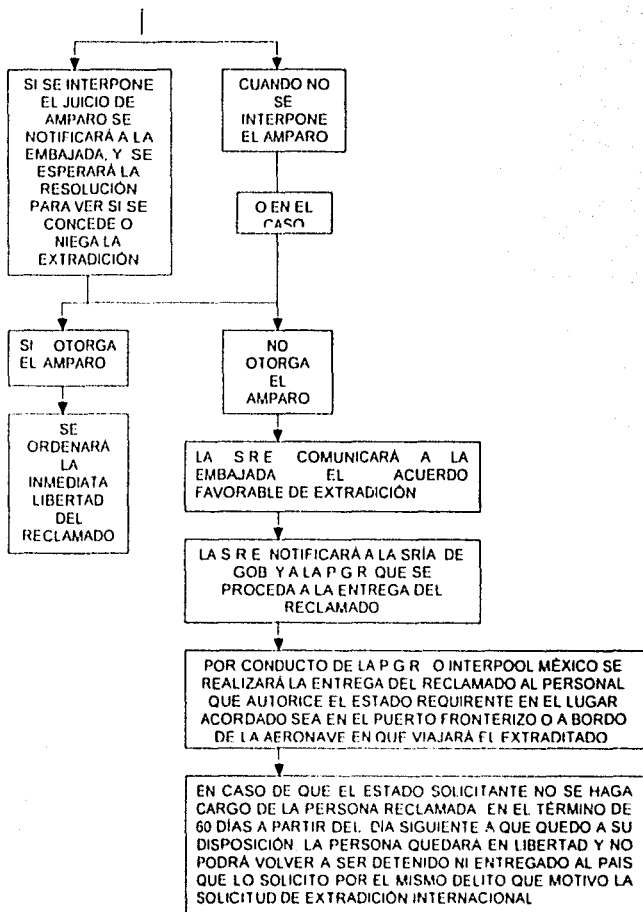 SI SE INTERPONE
EL JUICIO DE
AMPARO SE
NOTIFICARÁ A LA
EMBAJADA, Y SE
ESPERARÁ LA
RESOLUCIÓN
PARA VER SI SE
CONCEDE O
NIEGA LA
EXTRADICIÓN
CUANDO NO
SE
INTERPONE
EL AMPARO
O EN EL
CASO
SI OTORGA
EL AMPARO
NO
OTORGA
EL
AMPARO
SE
ORDENARÁ
LA
INMEDIATA
LIBERTAD
DEL
RECLAMADO
LA S R E COMUNICARÁ A LA
EMBAJADA EL ACUERDO
FAVORABLE DE EXTRADICIÓN
LA S R E NOTIFICARÁ A LA SRÍA DE
GOB Y A LA P G R QUE SE
PROCEDA A LA ENTREGA DEL
RECLAMADO
POR CONDUCTO DE LA P G R O INTERPOOL MÉXICO SE
REALIZARÁ LA ENTREGA DEL RECLAMADO AL PERSONAL
QUE AUTORICE EL ESTADO REQUIRENTE EN EL LUGAR
ACORDADO SEA EN EL PUERTO FRONTERIZO O A BORDO
DE LA AERONAVE EN QUE VIAJARÁ EL EXTRADITADO
EN CASO DE QUE EL ESTADO SOLICITANTE NO SE HAGA
CARGO DE LA PERSONA RECLAMADA EN EL TÉRMINO DE
60 DÍAS A PARTIR DEL DÍA SIGUIENTE A QUE QUEDO A SU
DISPOSICIÓN. LA PERSONA QUEDARÁ EN LIBERTAD Y NO
PODRÁ VOLVER A SER DETENIDO NI ENTREGADO AL PAIS
QUE LO SOLICITO POR EL MISMO DELITO QUE MOTIVO LA
SOLICITUD DE EXTRADICIÓN INTERNACIONAL